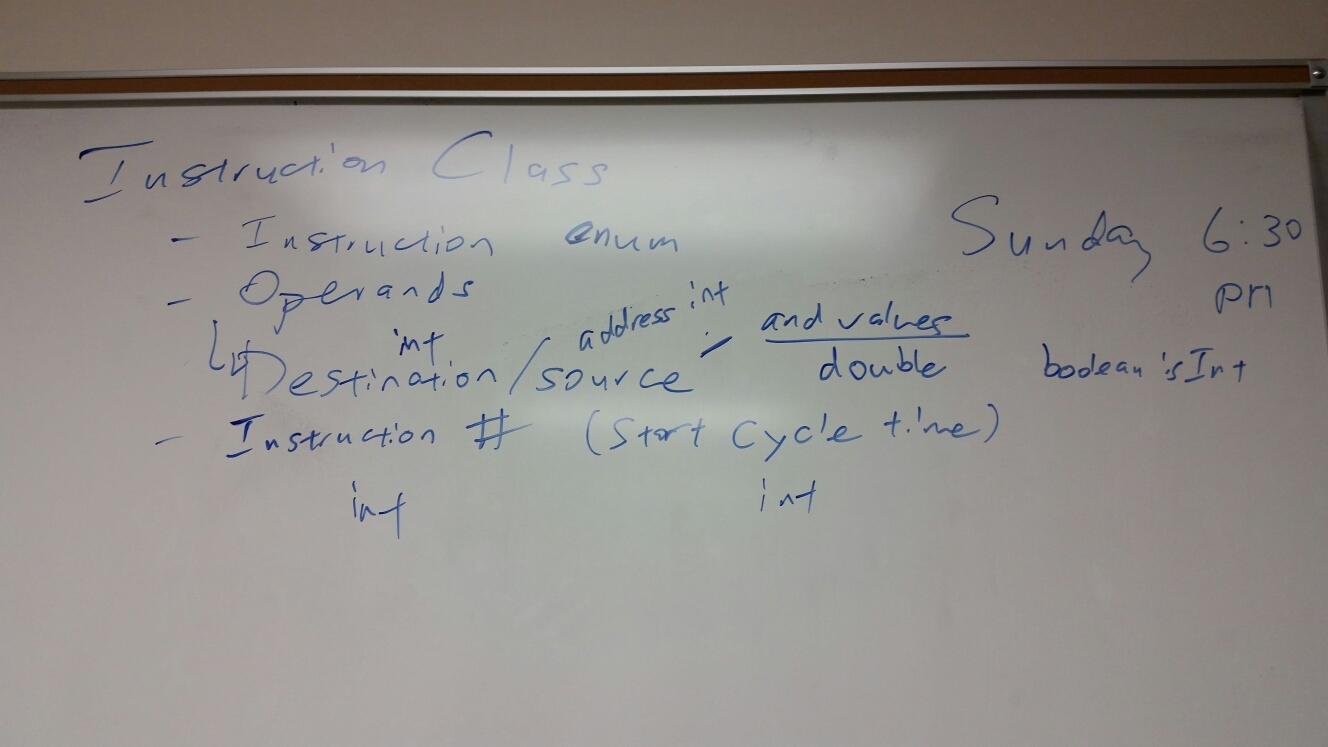 Instruction Class
- Instruction enum
Sunday 6:30
pm
- Operands
int address int and values
Destination / source double
boolean isInt
- Instruction # (Start Cycle time)
int int